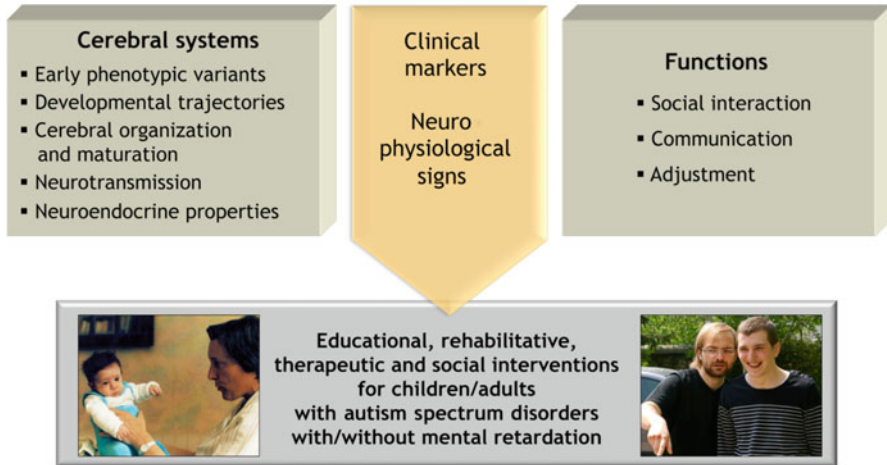 Cerebral systems
▪ Early phenotypic variants
▪ Developmental trajectories
▪ Cerebral organization
and maturation
▪ Neurotransmission
▪ Neuroendocrine properties
Clinical
markers
Neuro
physiological
signs
Functions
▪ Social interaction
▪ Communication
▪ Adjustment
Educational, rehabilitative,
therapeutic and social interventions
for children/adults
with autism spectrum disorders
with/without mental retardation